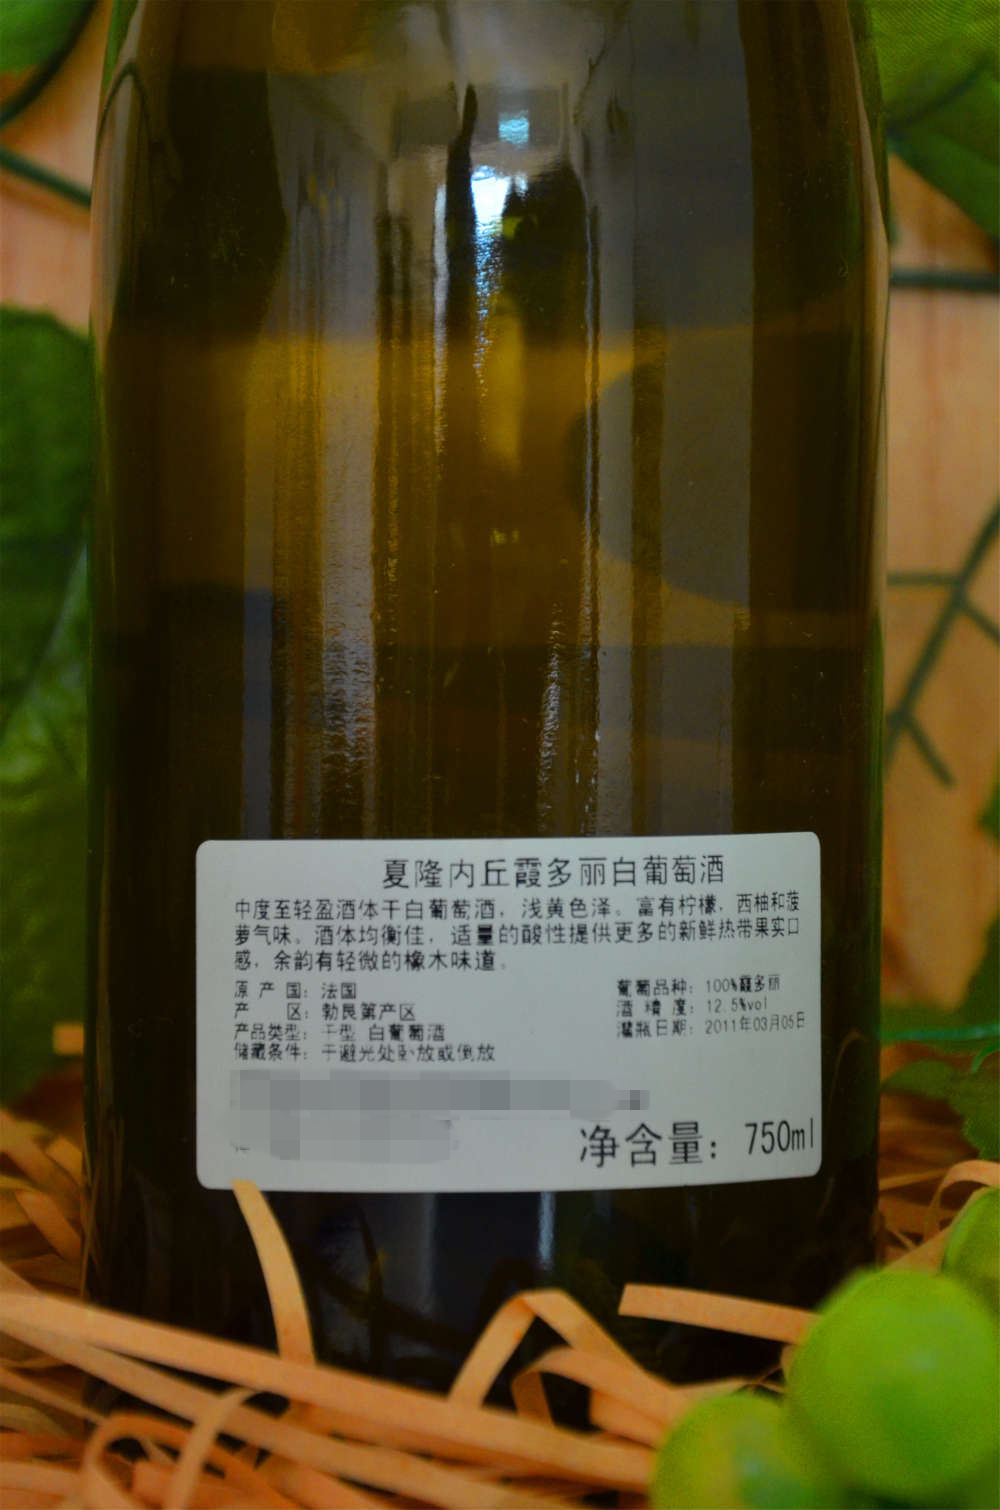 夏隆内丘霞多丽白葡萄酒
中度至轻盈酒体干白葡萄酒，浅黄色泽。富有柠檬，西柚和菠
萝气味。酒体均衡佳，适量的酸性提供更多的新鲜热带果实口
感，余韵有轻微的橡木味道。
原产国：法国
产区：勃艮第产区
产品类型：干型 白葡萄酒
储藏条件：于避光处卧放或倒放
葡萄品种：100%霞多丽
酒精度：12.5%vol
灌瓶日期：2011年03月05日
净含量：750ml